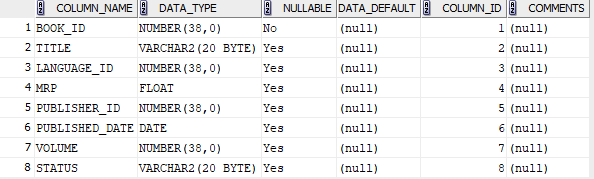 COLUMN_NAME DATA_TYPE NULLABLE DATA_DEFAULT COLUMN_ID COMMENTS
1 BOOK_ID NUMBER(38,0) No (null) 1 (null)
2 TITLE VARCHAR2(20 BYTE) Yes (null) 2 (null)
3 LANGUAGE_ID NUMBER(38,0) Yes (null) 3 (null)
4 MRP FLOAT Yes (null) 4 (null)
5 PUBLISHER_ID NUMBER(38,0) Yes (null) 5 (null)
6 PUBLISHED_DATE DATE Yes (null) 6 (null)
7 VOLUME NUMBER(38,0) Yes (null) 7 (null)
8 STATUS VARCHAR2(20 BYTE) Yes (null) 8 (null)